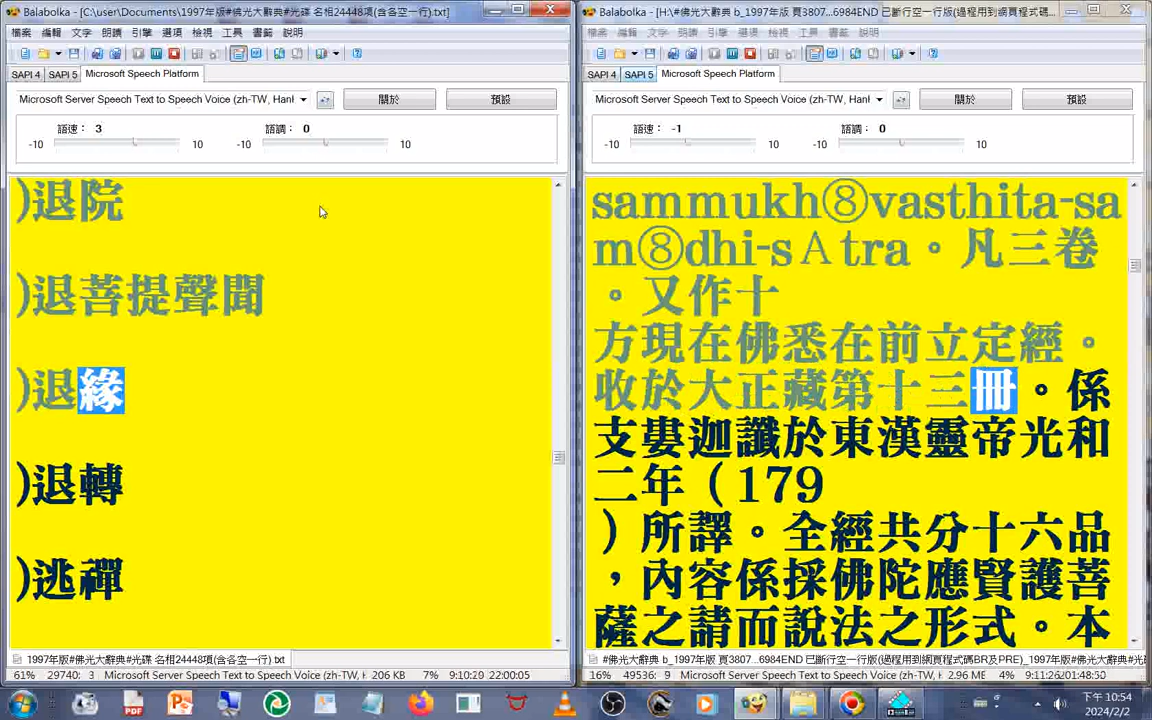 Balabolka - [C:\user\Documents\1997年版#佛光大辭典#光碟 名相24448項(含各空一行).txt]
檔案 編輯 文字 朗讀 引擎 選項 檢視 工具 書籤 說明
SAPI 4 SAPI 5 Microsoft Speech Platform
Microsoft Server Speech Text to Speech Voice (zh-TW, Hanl
關於
預設
語速： 3 語調： 0
-10 10 -10 10
)退院
)退菩提聲聞
)退緣
)退轉
)逃禪
1997年版#佛光大辭典#光碟 名相24448項(含各空一行).txt
61% 29740: 3 Microsoft Server Speech Text to Speech Voice (zh-TW, H 206 KB 7% 9:10:29 22:00:05
Balabolka - [H:\#佛光大辭典 b_1997年版 頁3807...6984END 已斷行空一行版(過程用到網頁程式碼...
檔案 編輯 文字 朗讀 引擎 選項 檢視 工具 書籤 說明
SAPI 4 SAPI 5 Microsoft Speech Platform
Microsoft Server Speech Text to Speech Voice (zh-TW, Hanl
關於
預設
語速： -1 語調： 0
-10 10 -10 10
sammukh⑧vasthita-sa
m⑧dhi-sＡtra。凡三卷
。又作十
方現在佛悉在前立定經。
收於大正藏第十三冊。係
支婁迦讖於東漢靈帝光和
二年（179
）所譯。全經共分十六品
，內容係採佛陀應賢護菩
薩之請而說法之形式。本
#佛光大辭典 b_1997年版 頁3807...6984END 已斷行空一行版(過程用到網頁程式碼BR及PRE)_1997年版#佛光大辭典#光
16% 49536: 9 Microsoft Server Speech Text to Speech Voice (zh-TW, H 2.96 ME 4% 9:11:26
下午 10:54
2024/2/2